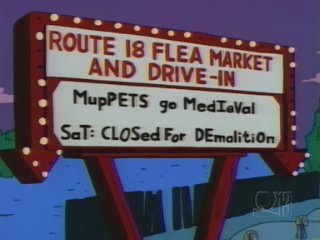 ROUTE 18 FLEA MARKET
AND DRIVE-IN
MupPETS go MedIeVal
SaT: CLOSed FoR DEmolitiOn